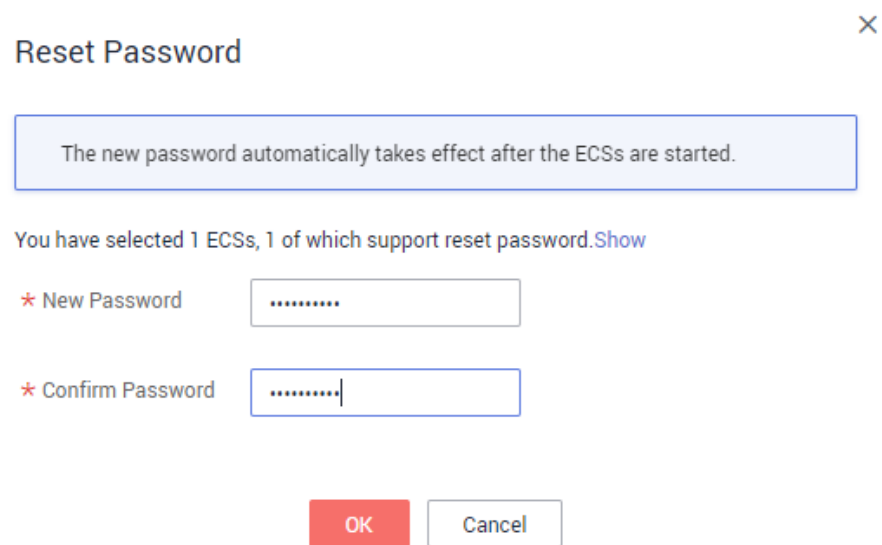 Reset Password
The new password automatically takes effect after the ECSs are started.
You have selected 1 ECSs, 1 of which support reset password.Show
* New Password ••••••••••
* Confirm Password ••••••••••
OK Cancel